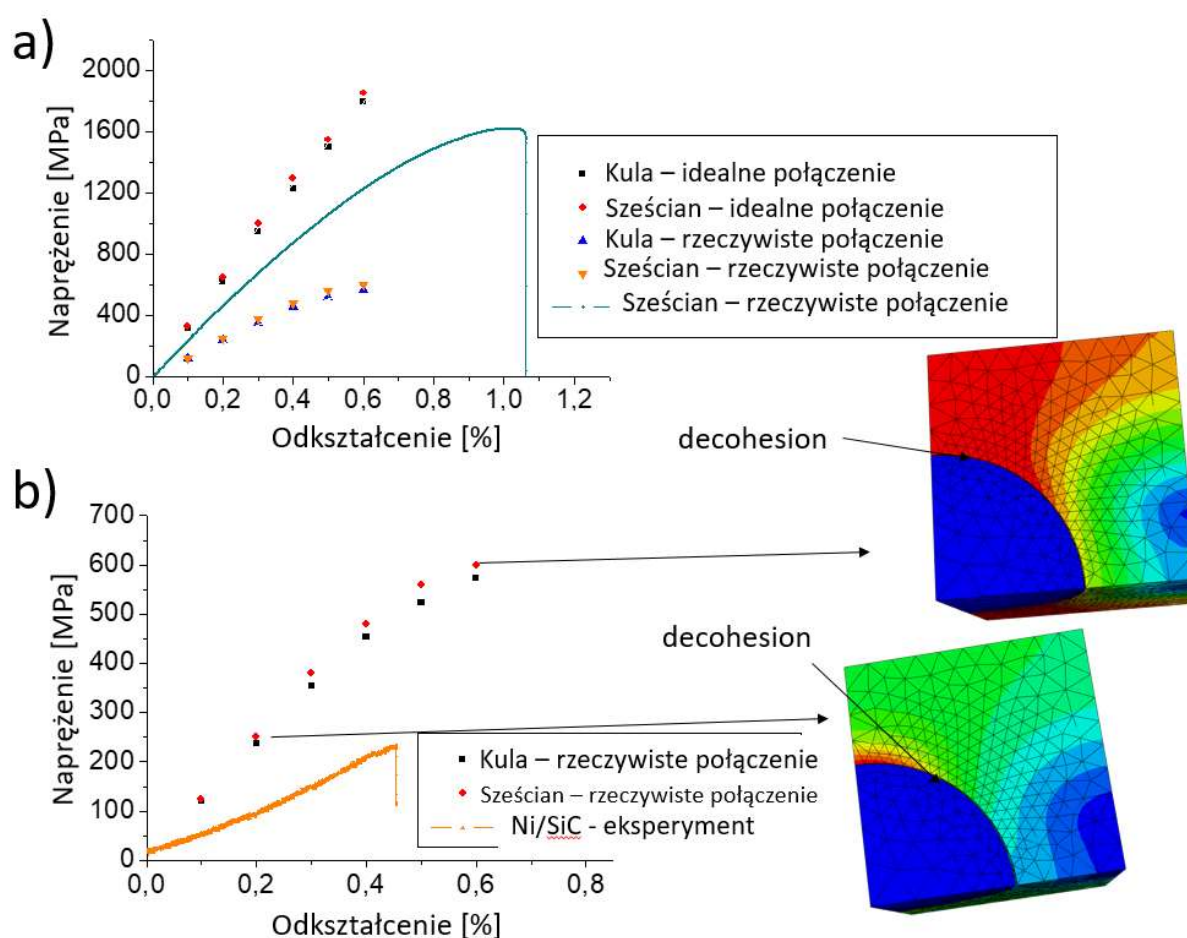 a)
2000
1600
1200
800
400
0
Naprężenie [MPa]
0,0 0,2 0,4 0,6 0,8 1,0 1,2
Odkształcenie [%]
Kula – idealne połączenie
Sześcian – idealne połączenie
Kula – rzeczywiste połączenie
Sześcian – rzeczywiste połączenie
Sześcian – rzeczywiste połączenie
decohesion
b)
700
600
500
400
300
200
100
0
Naprężenie [MPa]
0,0 0,2 0,4 0,6 0,8
Odkształcenie [%]
decohesion
Kula – rzeczywiste połączenie
Sześcian – rzeczywiste połączenie
Ni/SiC - eksperyment